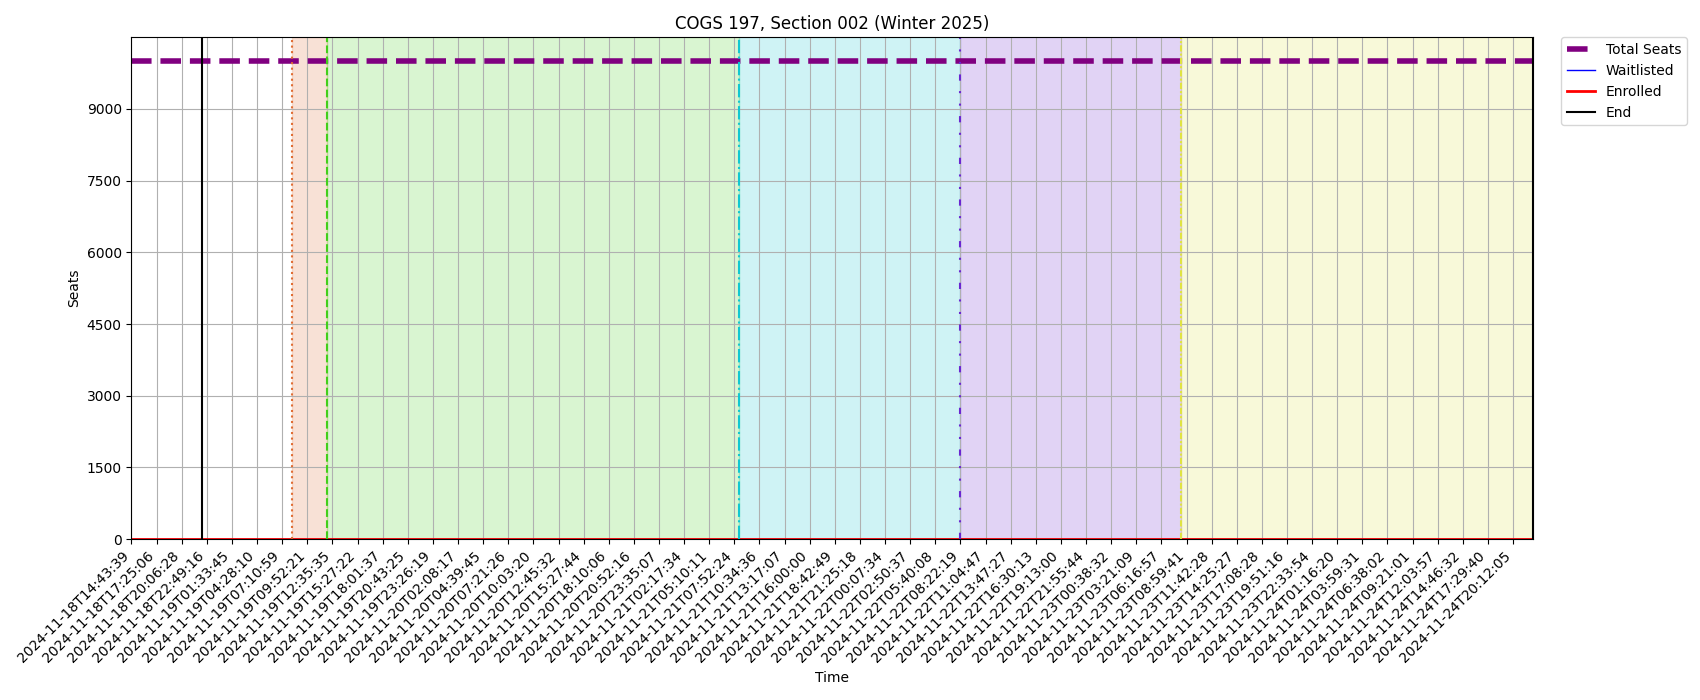 COGS 197, Section 002 (Winter 2025)
Total Seats
Waitlisted
Enrolled
End
Seats
9000
7500
6000
4500
3000
1500
0
2024-11-18T14:43:39
2024-11-18T17:25:06
2024-11-18T20:06:28
2024-11-18T22:49:16
2024-11-19T01:33:45
2024-11-19T04:28:10
2024-11-19T07:10:59
2024-11-19T09:52:21
2024-11-19T12:35:35
2024-11-19T15:27:22
2024-11-19T18:01:37
2024-11-19T20:43:25
2024-11-19T23:26:19
2024-11-20T02:08:17
2024-11-20T04:39:45
2024-11-20T07:21:26
2024-11-20T10:03:20
2024-11-20T12:45:32
2024-11-20T15:27:44
2024-11-20T18:10:06
2024-11-20T20:52:16
2024-11-20T23:35:07
2024-11-21T02:17:34
2024-11-21T05:10:11
2024-11-21T07:52:24
2024-11-21T10:34:36
2024-11-21T13:17:07
2024-11-21T16:00:00
2024-11-21T18:42:49
2024-11-21T21:25:18
2024-11-22T00:07:34
2024-11-22T02:50:37
2024-11-22T05:40:08
2024-11-22T08:22:19
2024-11-22T11:04:47
2024-11-22T13:47:27
2024-11-22T16:30:13
2024-11-22T19:13:00
2024-11-22T21:55:44
2024-11-23T00:38:32
2024-11-23T03:21:09
2024-11-23T06:16:57
2024-11-23T08:59:41
2024-11-23T11:42:28
2024-11-23T14:25:27
2024-11-23T17:08:28
2024-11-23T19:51:16
2024-11-23T22:33:54
2024-11-24T01:16:20
2024-11-24T03:59:31
2024-11-24T06:38:02
2024-11-24T09:21:01
2024-11-24T12:03:57
2024-11-24T14:46:32
2024-11-24T17:29:40
2024-11-24T20:12:05
Time